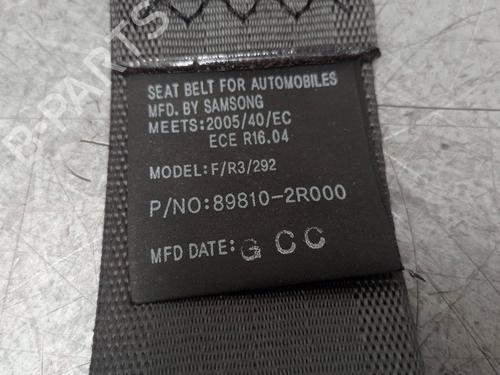 SEAT BELT FOR AUTOMOBILES
MFD. BY SAMSONG
MEETS:2005/40/EC
ECE R16.04
MODEL:F/R3/292
P/NO:89810-2R000
MFD DATE: G C C
B-PARTS